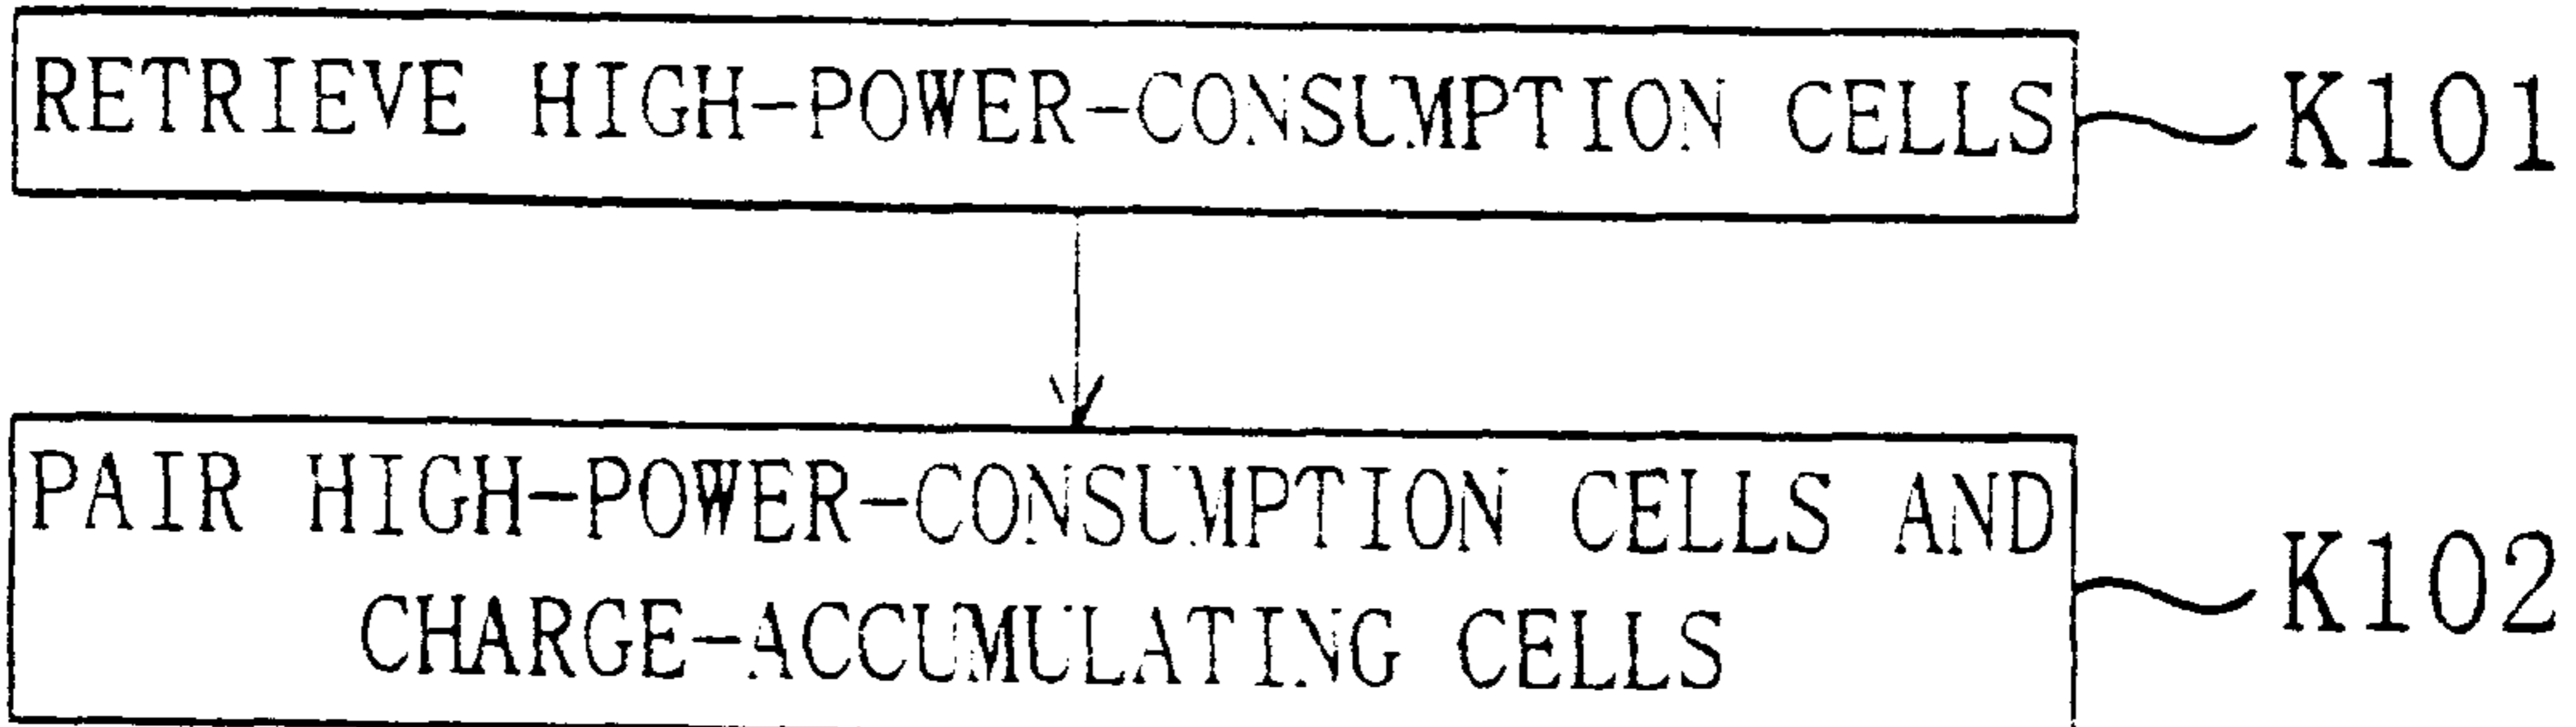 RETRIEVE HIGH-POWER-CONSUMPTION CELLS
K101
PAIR HIGH-POWER-CONSUMPTION CELLS AND
CHARGE-ACCUMULATING CELLS
K102